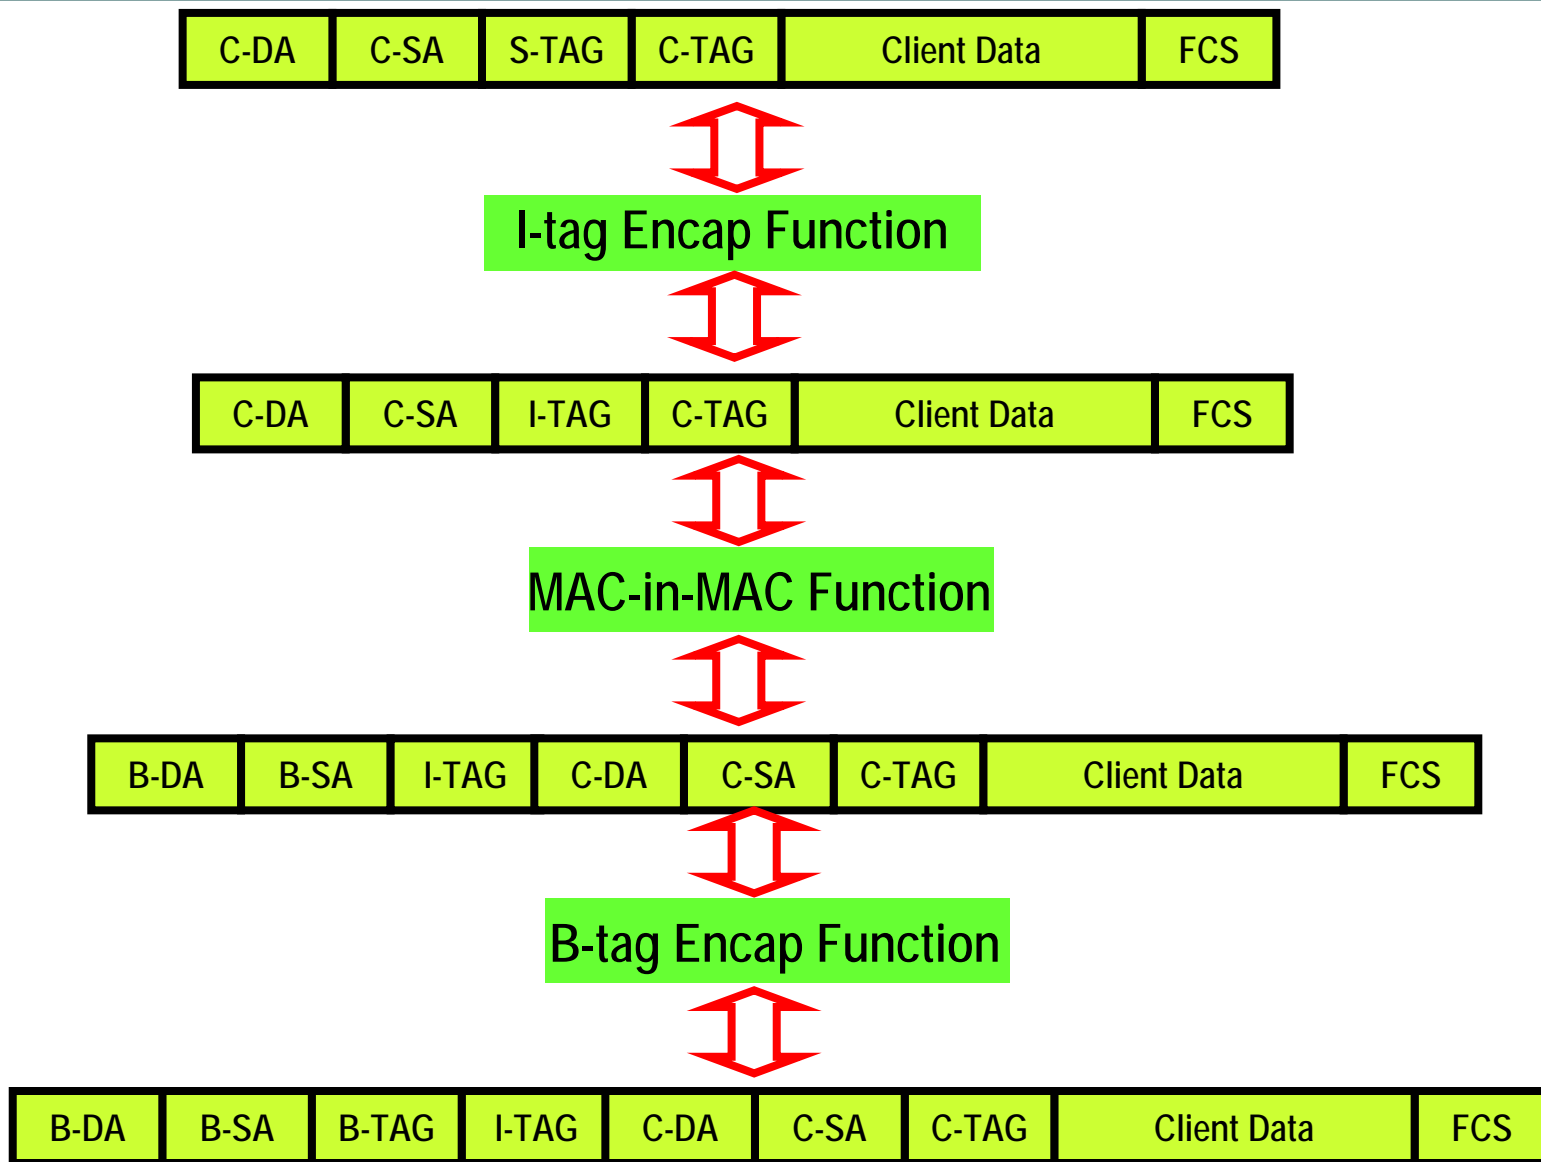 C-DA C-SA S-TAG C-TAG Client Data FCS
I-tag Encap Function
C-DA C-SA I-TAG C-TAG Client Data FCS
MAC-in-MAC Function
B-DA B-SA I-TAG C-DA C-SA C-TAG Client Data FCS
B-tag Encap Function
B-DA B-SA B-TAG I-TAG C-DA C-SA C-TAG Client Data FCS